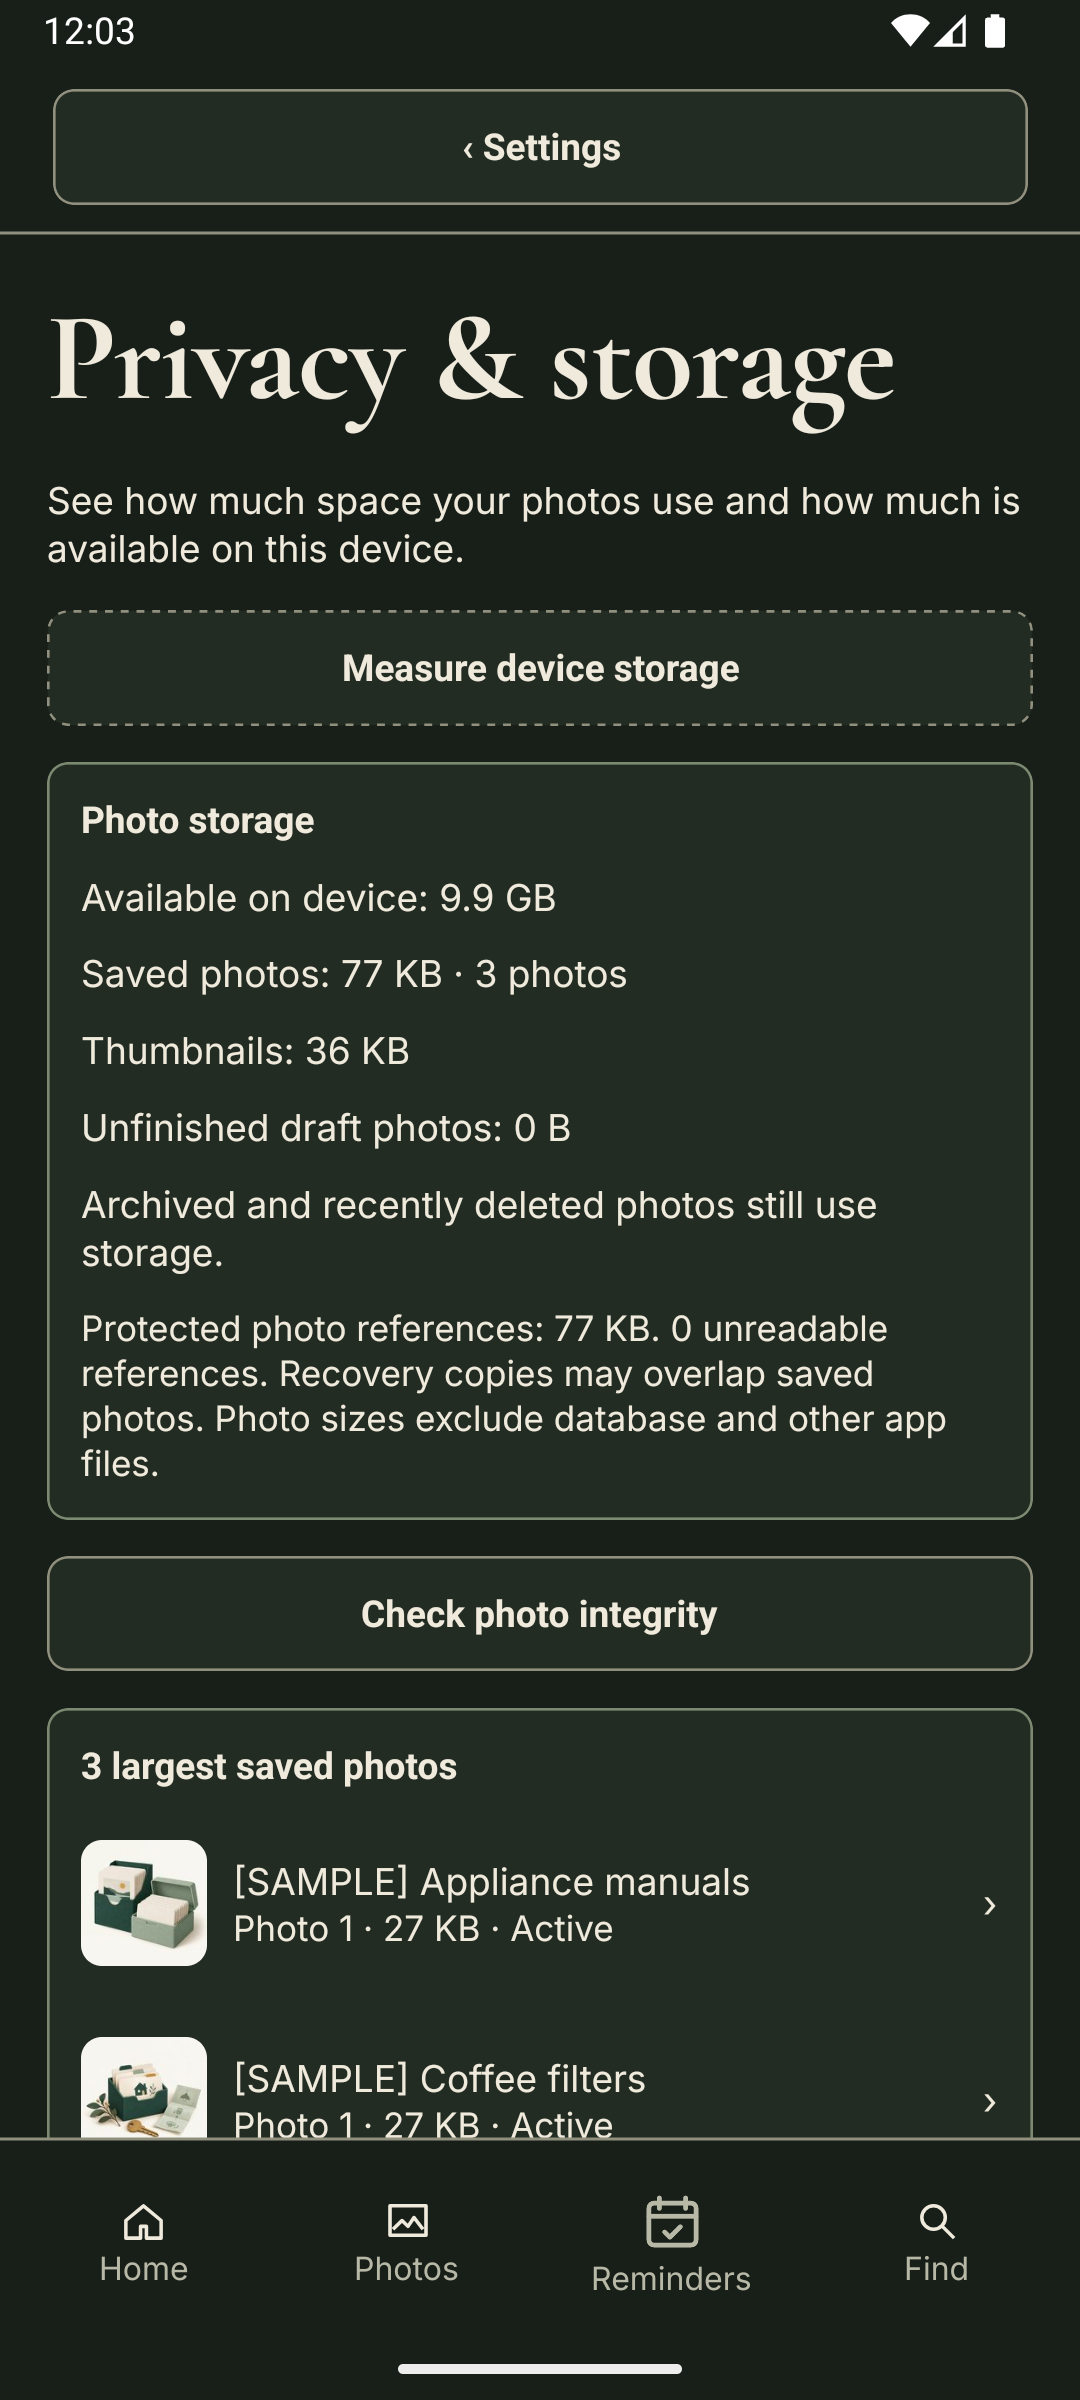 12:03
‹ Settings
Privacy & storage
See how much space your photos use and how much is
available on this device.
Measure device storage
Photo storage
Available on device: 9.9 GB
Saved photos: 77 KB · 3 photos
Thumbnails: 36 KB
Unfinished draft photos: 0 B
Archived and recently deleted photos still use
storage.
Protected photo references: 77 KB. 0 unreadable
references. Recovery copies may overlap saved
photos. Photo sizes exclude database and other app
files.
Check photo integrity
3 largest saved photos
[SAMPLE] Appliance manuals
Photo 1 · 27 KB · Active
›
[SAMPLE] Coffee filters
Photo 1 · 27 KB · Active
›
Home
Photos
Reminders
Find